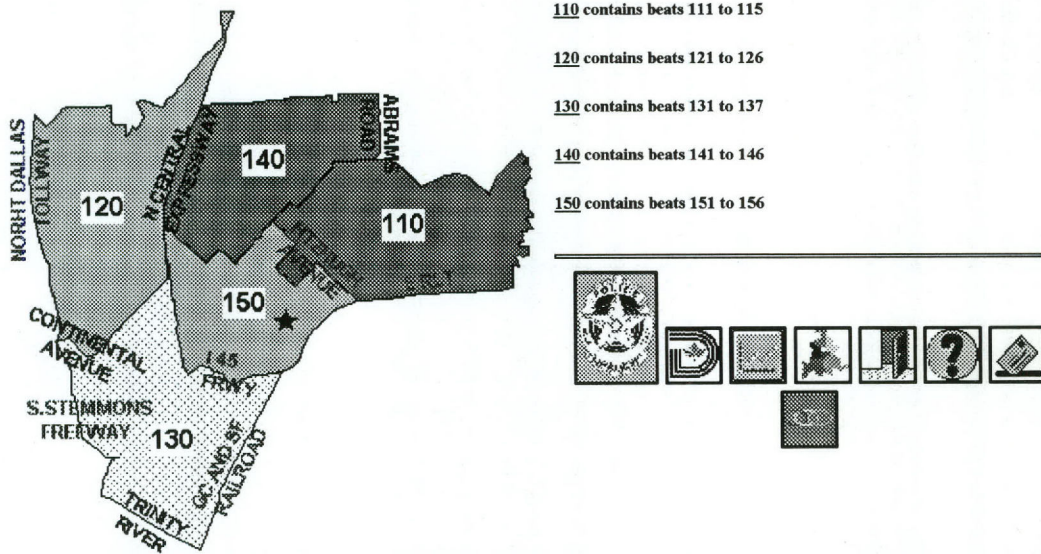 110 contains beats 111 to 115
120 contains beats 121 to 126
130 contains beats 131 to 137
140 contains beats 141 to 146
150 contains beats 151 to 156
NORHT DALLAS
TOLLWAY
N CENTRAL
EXPRESSWAY
ABRAMS
ROAD
140
120
110
AVENUE
150
CONTINENTAL
AVENUE
I 45
FRWY
S.STEMMONS
FREEWAY
130
GC AND SF
RAILROAD
TRINITY
RIVER
POLICE
?